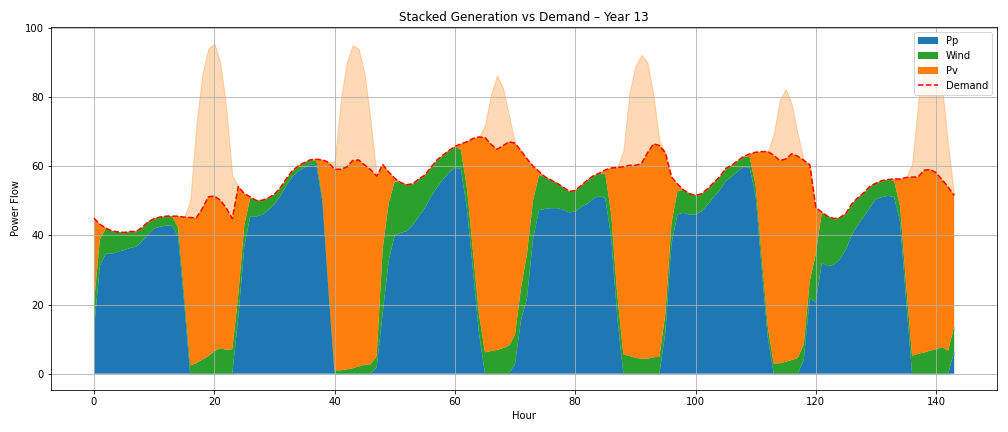 Stacked Generation vs Demand – Year 13
Pp
Wind
Pv
Demand
Power Flow
100
80
60
40
20
0
0 20 40 60 80 100 120 140
Hour